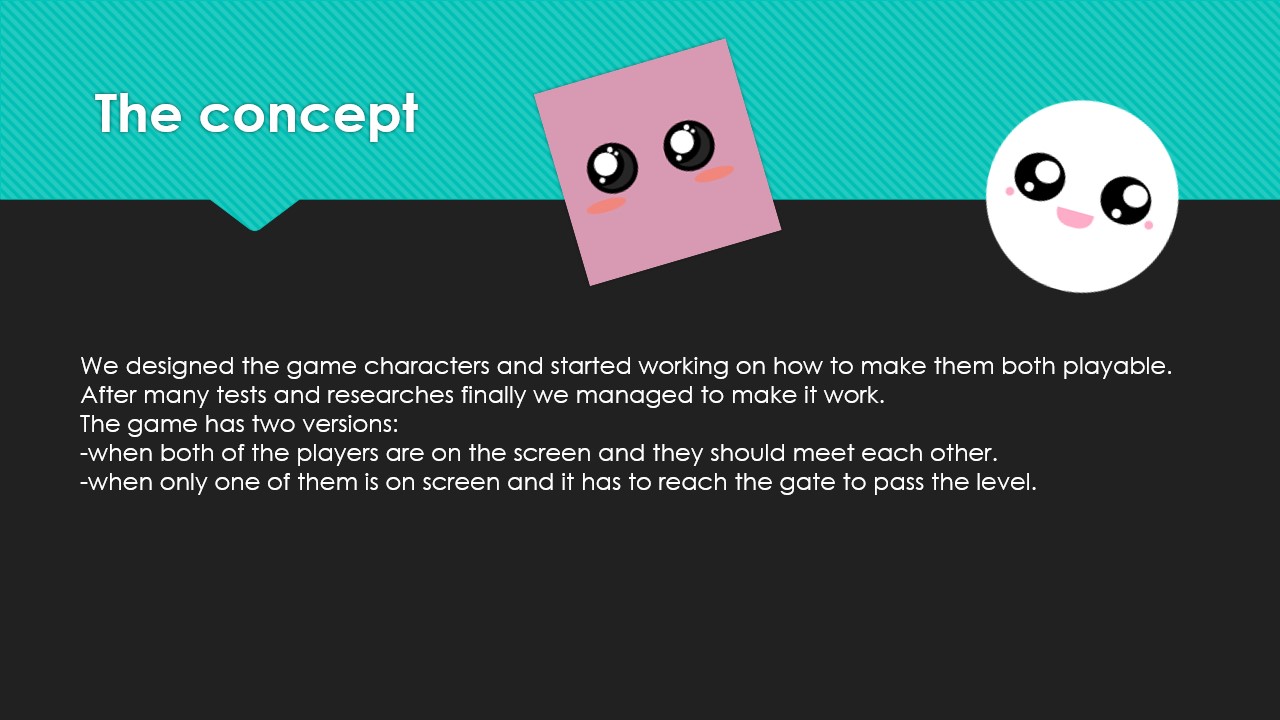 The concept
We designed the game characters and started working on how to make them both playable.
After many tests and researches finally we managed to make it work.
The game has two versions:
-when both of the players are on the screen and they should meet each other.
-when only one of them is on screen and it has to reach the gate to pass the level.